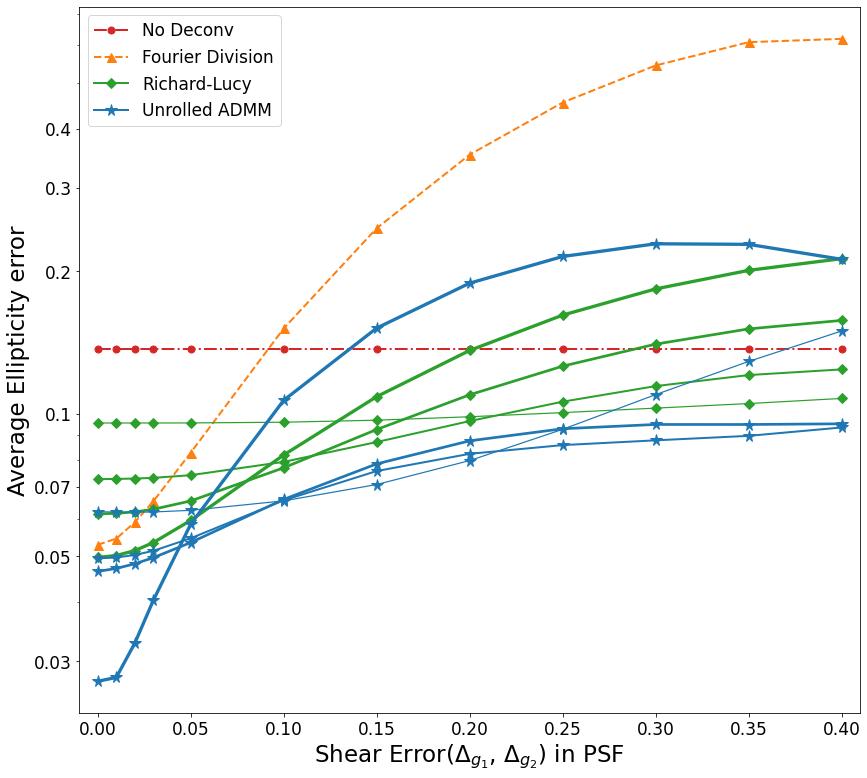 No Deconv
Fourier Division
Richard-Lucy
Unrolled ADMM
0.4
0.3
0.2
0.1
0.07
0.05
0.03
Average Ellipticity error
0.00 0.05 0.10 0.15 0.20 0.25 0.30 0.35 0.40
Shear Error(Δg₁, Δg₂) in PSF